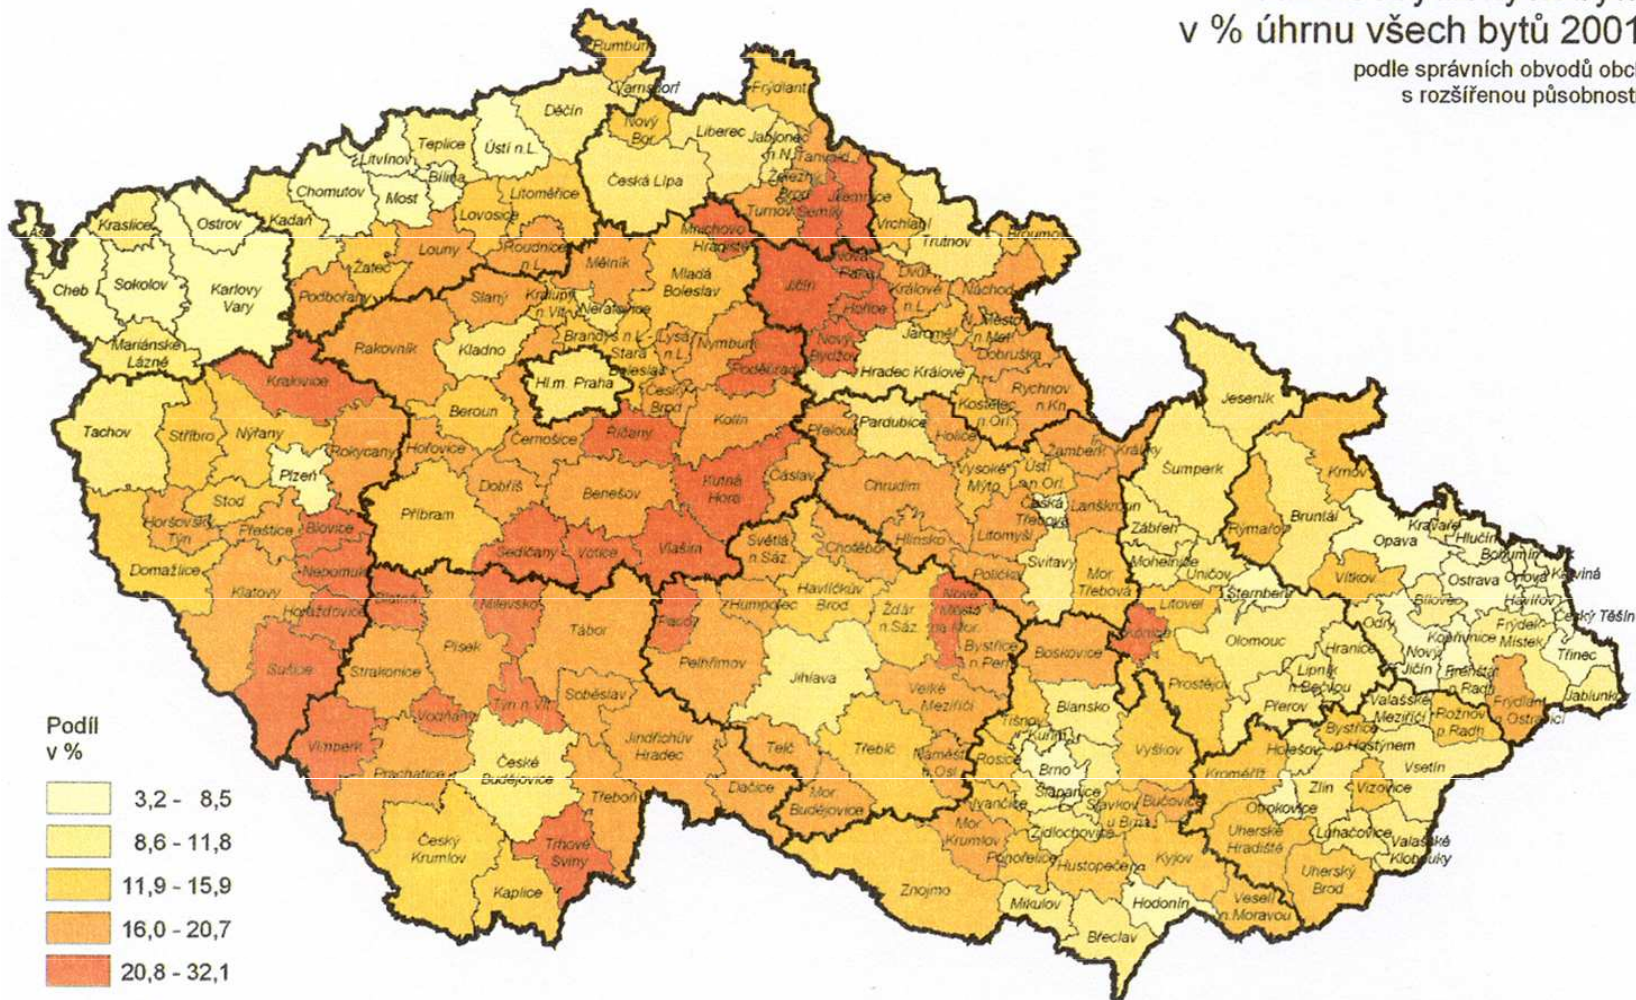 v % úhrnu všech bytů 2001
podle správních obvodů obcí
s rozšířenou působností
Rumburk
Varnsdorf
Frýdlant
Děčín
Nový
Bor
Liberec
Jablonec
n.N.
Tanvald
Teplice
Ústí n.L.
Litvínov
Bílina
Chomutov
Most
Česká Lípa
Železný
Brod
Jilemnice
Turnov
Semily
Litoměřice
Lovosice
Kadaň
Kraslice
Ostrov
Aš
Vrchlabí
Trutnov
Broumov
Mnichovo
Hradiště
Louny
Roudnice
n.L.
Žatec
Mělník
Mladá
Boleslav
Nová
Paka
Jičín
Dvůr
Králové
n.L.
Náchod
Hořice
Cheb
Sokolov
Karlovy
Vary
Podbořany
Slaný
Kralupy
n.Vlt.
Neratovice
Brandýs n.L.-
Stará
Boleslav
Lysá
n.L.
Nymburk
Poděbrady
Jaroměř
N. Město
n.Met.
Nový
Bydžov
Dobruška
Hradec Králové
Rychnov
n.Kn.
Mariánské
Lázně
Rakovník
Kladno
Hl.m. Praha
Český
Brod
Kralovice
Beroun
Kolín
Kostelec
n.Orl.
Pardubice
Přelouč
Holice
Jeseník
Tachov
Stříbro
Nýřany
Plzeň
Rokycany
Hořovice
Černošice
Říčany
Žamberk
Králíky
Šumperk
Krnov
Stod
Dobříš
Benešov
Kutná
Hora
Čáslav
Chrudim
Vysoké
Mýto
Ústí
n.Orl.
Česká
Třebová
Lanškroun
Zábřeh
Rýmařov
Bruntál
Horšovský
Týn
Přeštice
Blovice
Příbram
Sedlčany
Votice
Vlašim
Světlá
n.Sáz.
Chotěboř
Hlinsko
Litomyšl
Svitavy
Polička
Mor.
Třebová
Mohelnice
Uničov
Šternberk
Opava
Kravaře
Hlučín
Bohumín
Ostrava
Orlová
Karviná
Havířov
Český Těšín
Vítkov
Bílovec
Domažlice
Nepomuk
Klatovy
Horažďovice
Blatná
Milevsko
Tábor
Pacov
Humpolec
Havlíčkův
Brod
Žďár
n.Sáz.
Nové
Město
na Mor.
Bystřice
n.Pern.
Boskovice
Konice
Litovel
Olomouc
Hranice
Odry
Kopřivnice
Nový
Jičín
Frýdek-
Místek
Třinec
Jablunkov
Frenštát
p.Radh.
Frýdlant
n.Ostravicí
Sušice
Strakonice
Písek
Soběslav
Pelhřimov
Jihlava
Velké
Meziříčí
Prostějov
Lipník
n.Bečvou
Přerov
Valašské
Meziříčí
Rožnov
p.Radh.
Vimperk
Vodňany
Týn n.Vlt.
Jindřichův
Hradec
Telč
Třebíč
Náměšť
n.Osl.
Tišnov
Kuřim
Blansko
Rosice
Brno
Vyškov
Bystřice
p.Hostýnem
Holešov
Kroměříž
Vsetín
Prachatice
České
Budějovice
Třeboň
Dačice
Mor.
Budějovice
Ivančice
Šlapanice
Slavkov
u Brna
Bučovice
Otrokovice
Zlín
Vizovice
Luhačovice
Valašské
Klobouky
Český
Krumlov
Trhové
Sviny
Kaplice
Mor.
Krumlov
Židlochovice
Pohořelice
Hustopeče
Kyjov
Uherské
Hradiště
Uherský
Brod
Znojmo
Mikulov
Hodonín
Veselí
n.Moravou
Břeclav
Podíl
v %
3,2 - 8,5
8,6 - 11,8
11,9 - 15,9
16,0 - 20,7
20,8 - 32,1